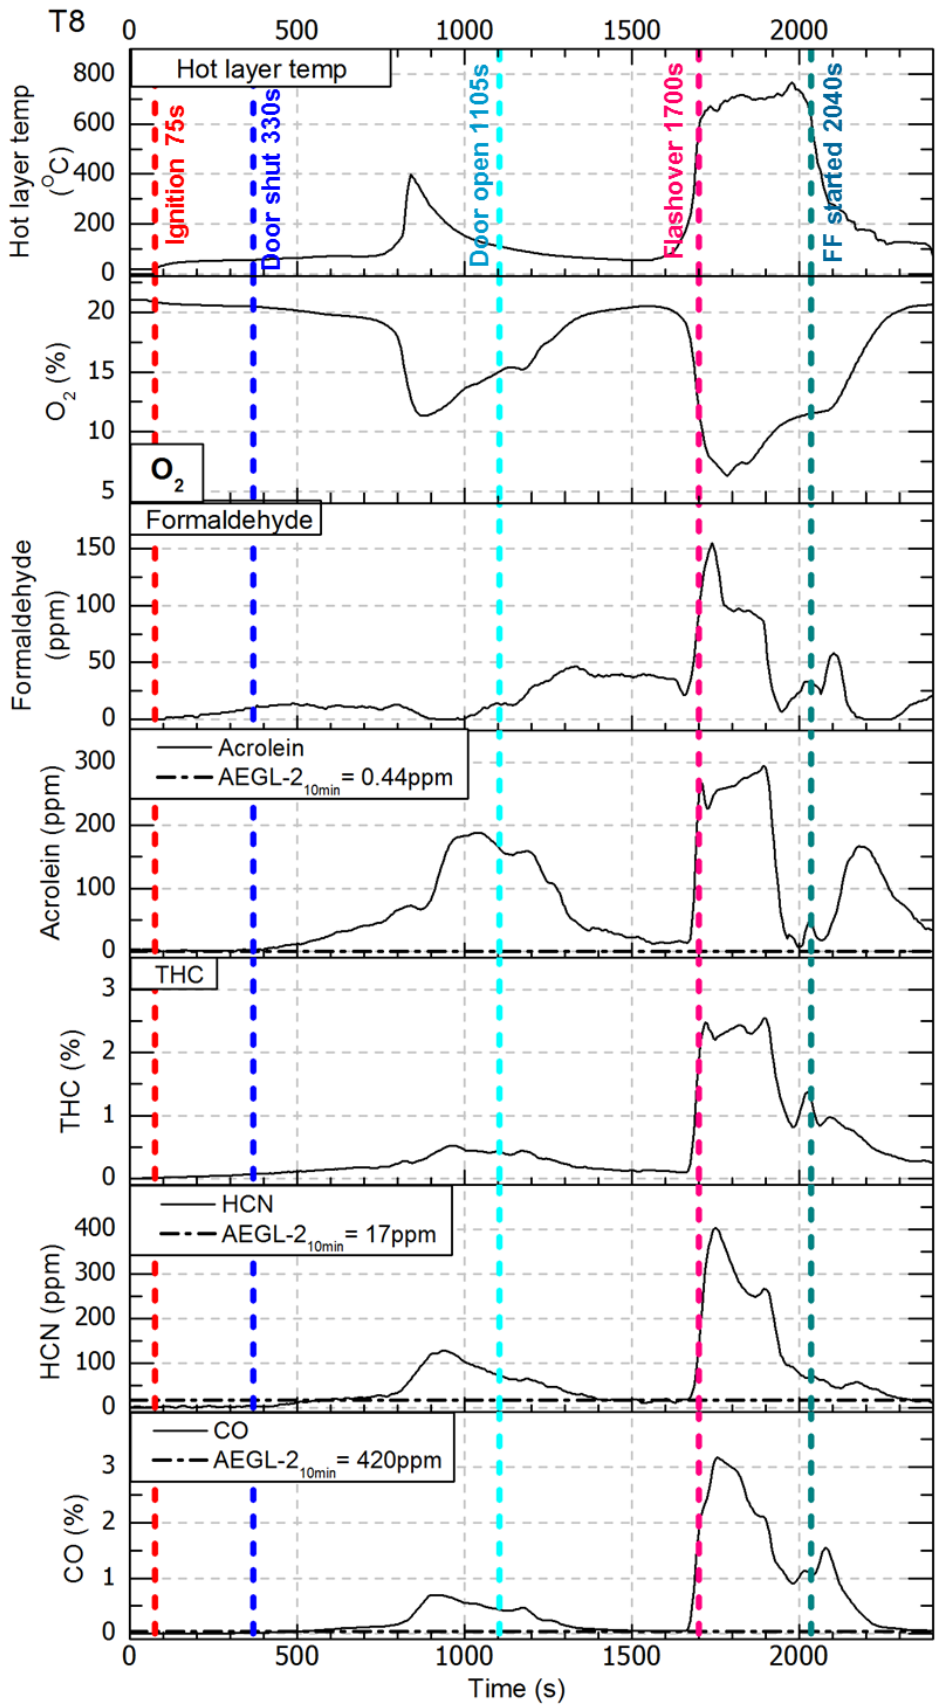 T8
0 500 1000 1500 2000
Hot layer temp
800
600
400
200
0
Hot layer temp
(°C)
Ignition 75s
Door shut 330s
Door open 1105s
Flashover 1700s
FF started 2040s
20
15
10
5
O₂ (%)
O₂
Formaldehyde
150
100
50
0
Formaldehyde
(ppm)
Acrolein
AEGL-2₁₀ₘᵢₙ = 0.44ppm
300
200
100
0
Acrolein (ppm)
THC
3
2
1
0
THC (%)
HCN
AEGL-2₁₀ₘᵢₙ = 17ppm
400
300
200
100
0
HCN (ppm)
CO
AEGL-2₁₀ₘᵢₙ = 420ppm
3
2
1
0
CO (%)
0 500 1000 1500 2000
Time (s)